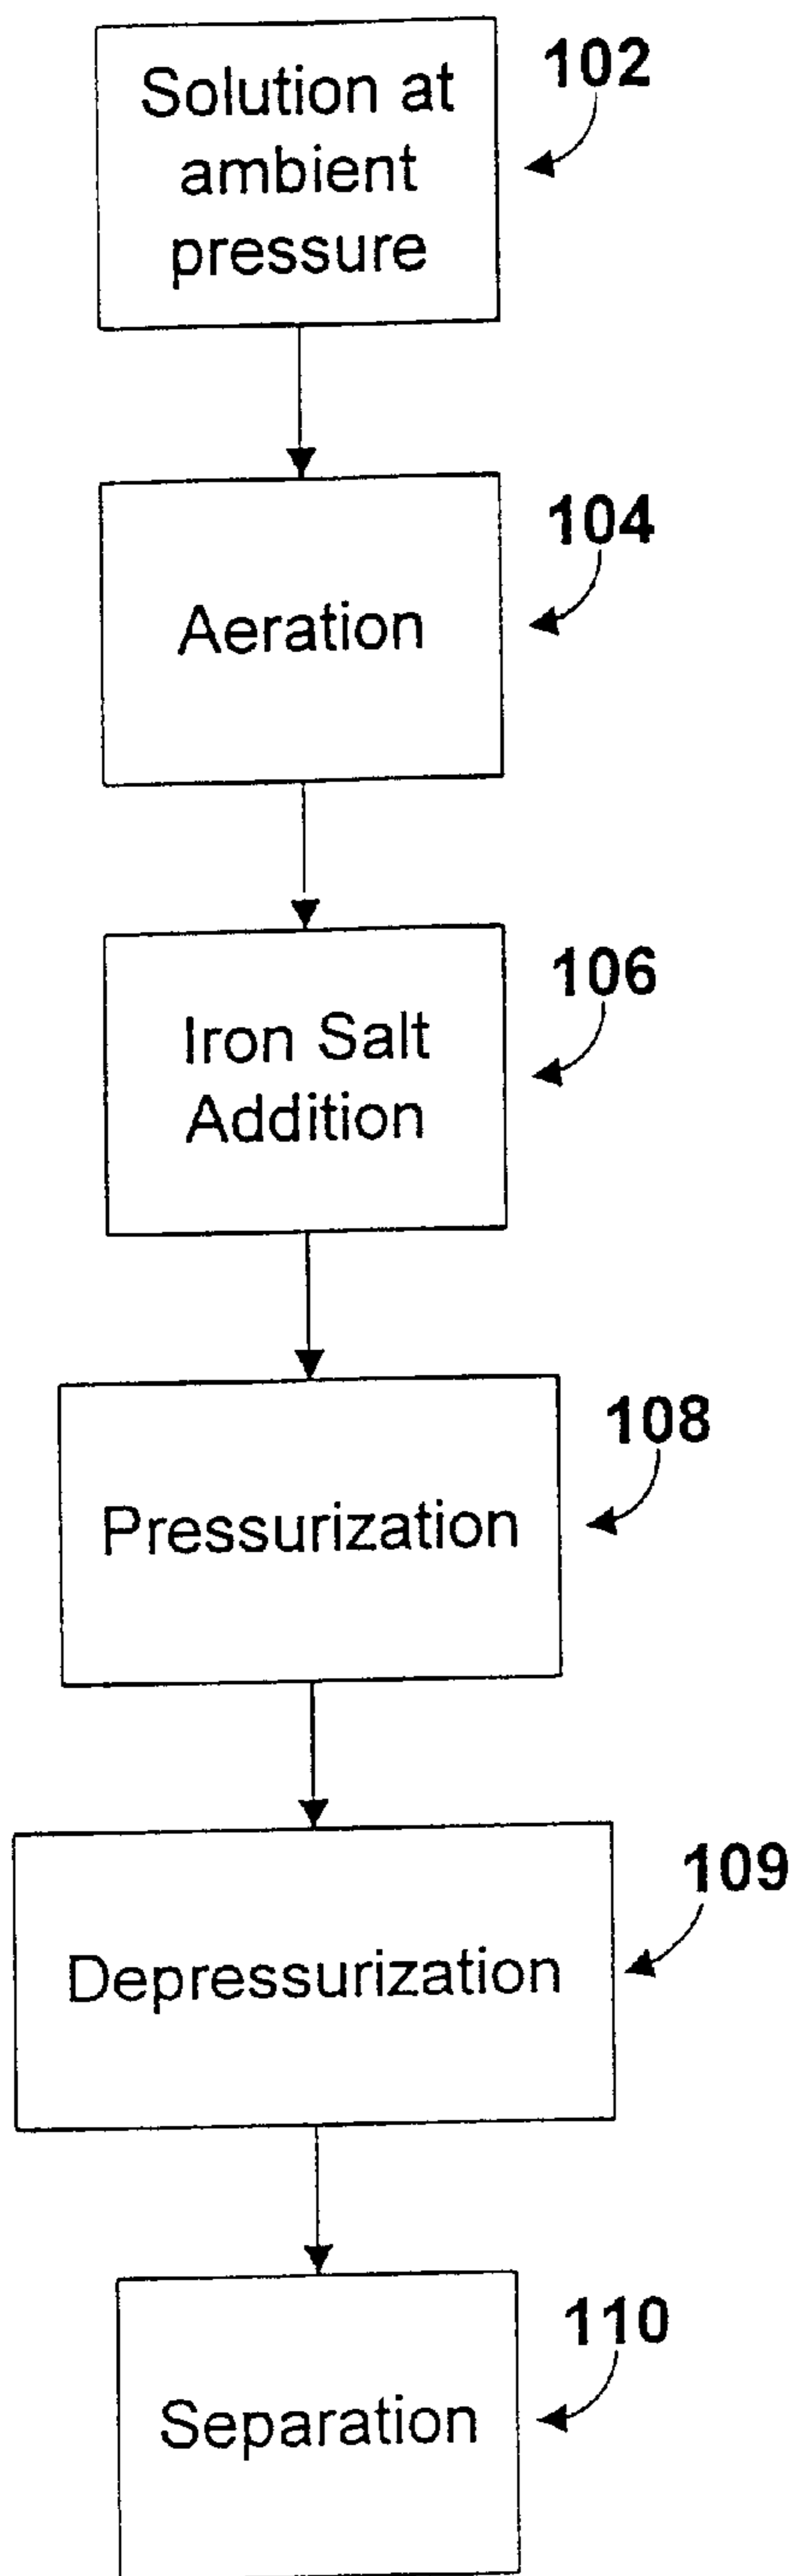 102
Solution at
ambient
pressure
104
Aeration
106
Iron Salt
Addition
108
Pressurization
109
Depressurization
110
Separation